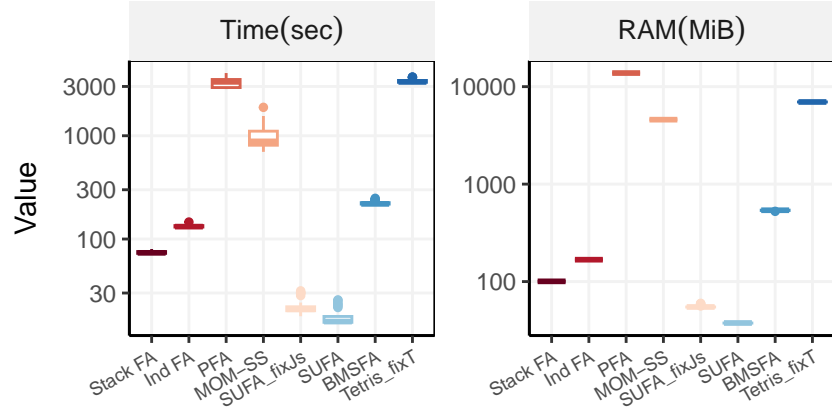 Time(sec)
RAM(MiB)
Value
3000
1000
300
100
30
10000
1000
100
Stack FA
Ind FA
PFA
MOM−SS
SUFA_fixJs
SUFA
BMSFA
Tetris_fixT
Stack FA
Ind FA
PFA
MOM−SS
SUFA_fixJs
SUFA
BMSFA
Tetris_fixT